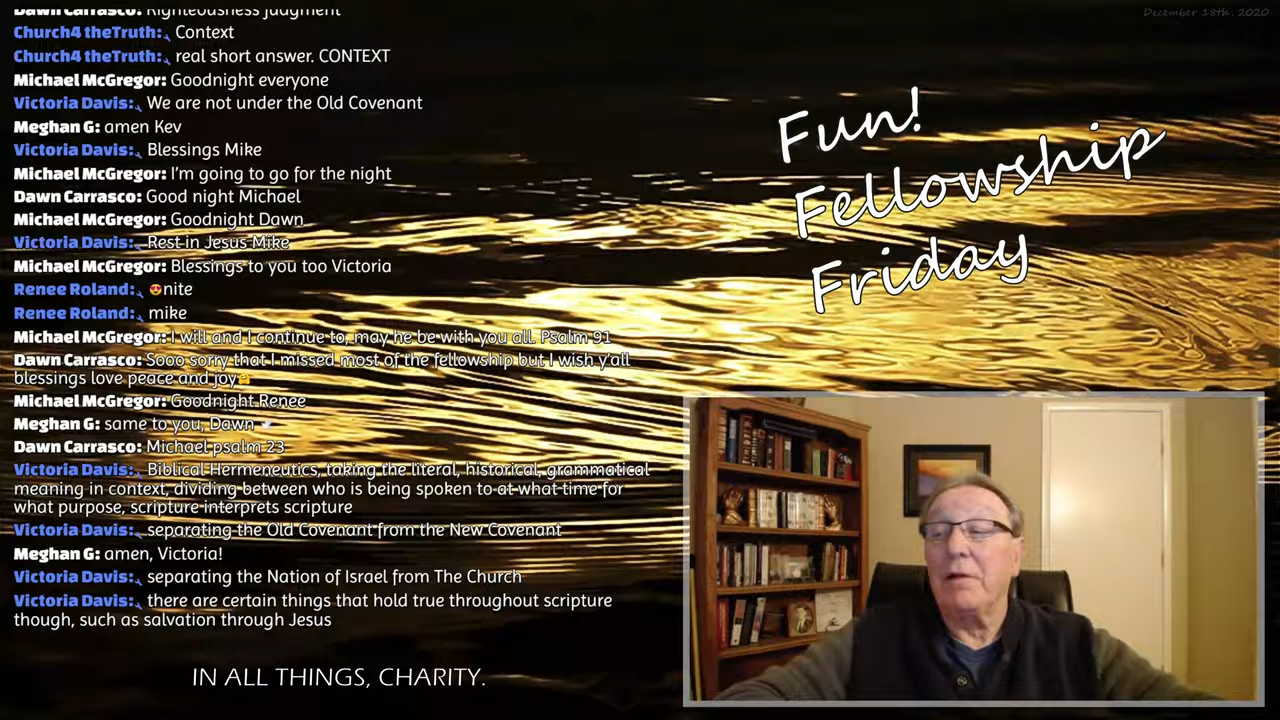 Dawn Carrasco: Righteousness judgment
Church4 theTruth: Context
Church4 theTruth: real short answer. CONTEXT
Michael McGregor: Goodnight everyone
Victoria Davis: We are not under the Old Covenant
Meghan G: amen Kev
Victoria Davis: Blessings Mike
Michael McGregor: I'm going to go for the night
Dawn Carrasco: Good night Michael
Michael McGregor: Goodnight Dawn
Victoria Davis: Rest in Jesus Mike
Michael McGregor: Blessings to you too Victoria
Renee Roland: 😍nite
Renee Roland: mike
Michael McGregor: I will and I continue to, may he be with you all. Psalm 91
Dawn Carrasco: Sooo sorry that I missed most of the fellowship but I wish y'all
blessings love peace and joy🤗
Michael McGregor: Goodnight Renee
Meghan G: same to you, Dawn 🕊
Dawn Carrasco: Michael psalm 23
Victoria Davis: Biblical Hermeneutics, taking the literal, historical, grammatical
meaning in context, dividing between who is being spoken to at what time for
what purpose, scripture interprets scripture
Victoria Davis: separating the Old Covenant from the New Covenant
Meghan G: amen, Victoria!
Victoria Davis: separating the Nation of Israel from The Church
Victoria Davis: there are certain things that hold true throughout scripture
though, such as salvation through Jesus
IN ALL THINGS, CHARITY.
December 18th, 2020
Fun!
Fellowship
Friday